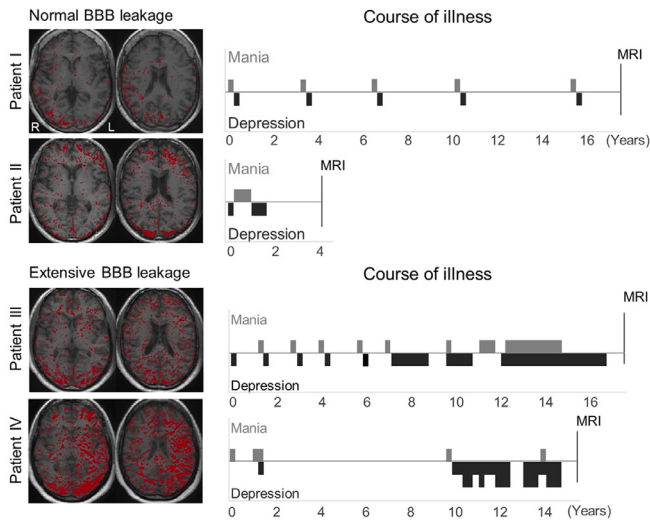 Normal BBB leakage
Course of illness
Patient I
R L
Mania
MRI
Depression
0 2 4 6 8 10 12 14 16 (Years)
Patient II
Mania
MRI
Depression
0 2 4
Extensive BBB leakage
Course of illness
Patient III
Mania
MRI
Depression
0 2 4 6 8 10 12 14
Patient IV
Mania
MRI
Depression
0 2 4 6 8 10 12 14 (Years)